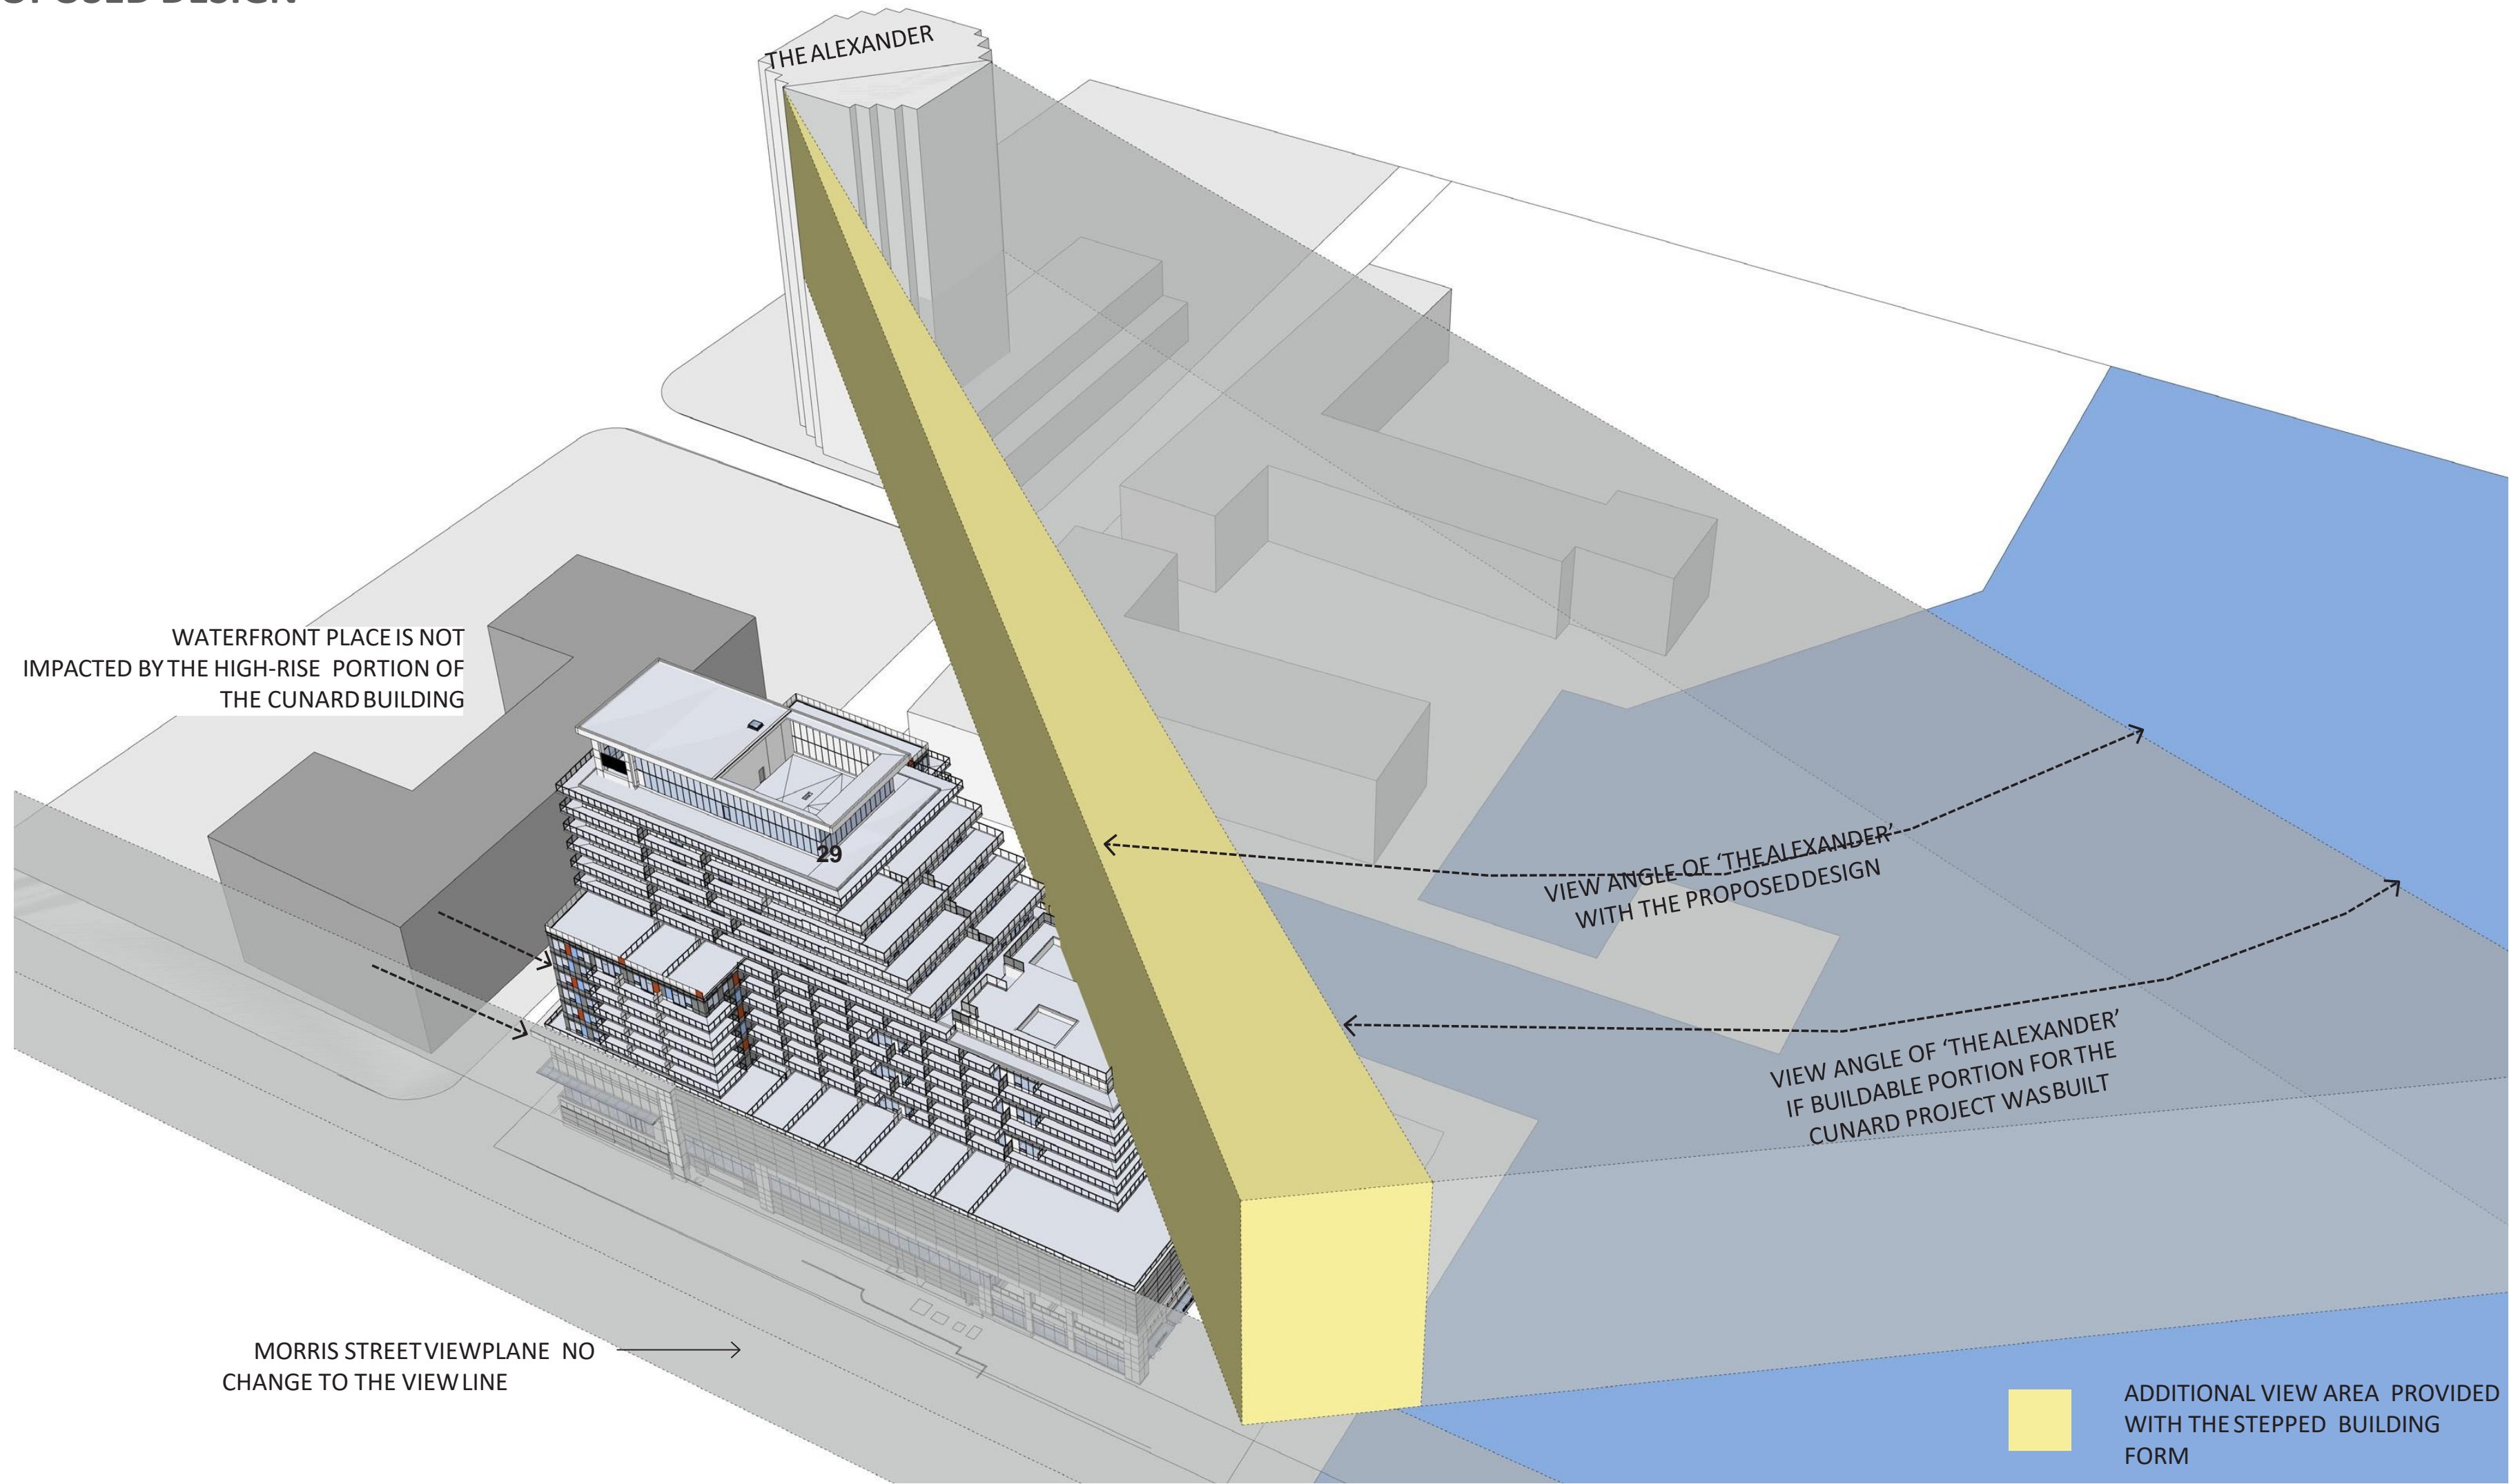 THE ALEXANDER
WATERFRONT PLACE IS NOT
IMPACTED BY THE HIGH-RISE PORTION OF
THE CUNARD BUILDING
29
VIEW ANGLE OF 'THE ALEXANDER'
WITH THE PROPOSED DESIGN
VIEW ANGLE OF 'THE ALEXANDER'
IF BUILDABLE PORTION FOR THE
CUNARD PROJECT WAS BUILT
MORRIS STREET VIEWPLANE NO
CHANGE TO THE VIEW LINE
ADDITIONAL VIEW AREA PROVIDED
WITH THE STEPPED BUILDING
FORM